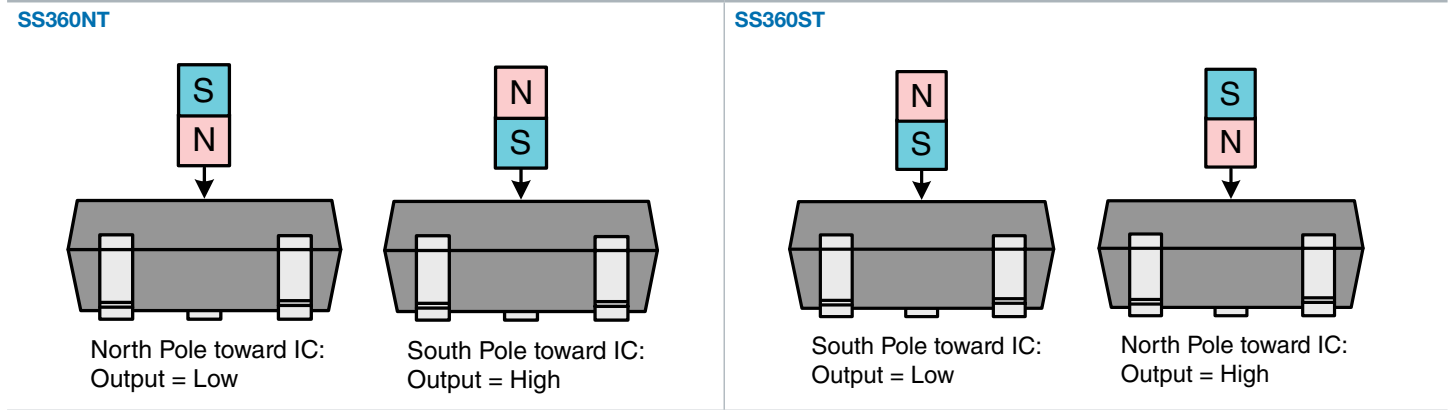 SS360NT
S
N
N
S
North Pole toward IC:
Output = Low
South Pole toward IC:
Output = High
SS360ST
N
S
S
N
South Pole toward IC:
Output = Low
North Pole toward IC:
Output = High